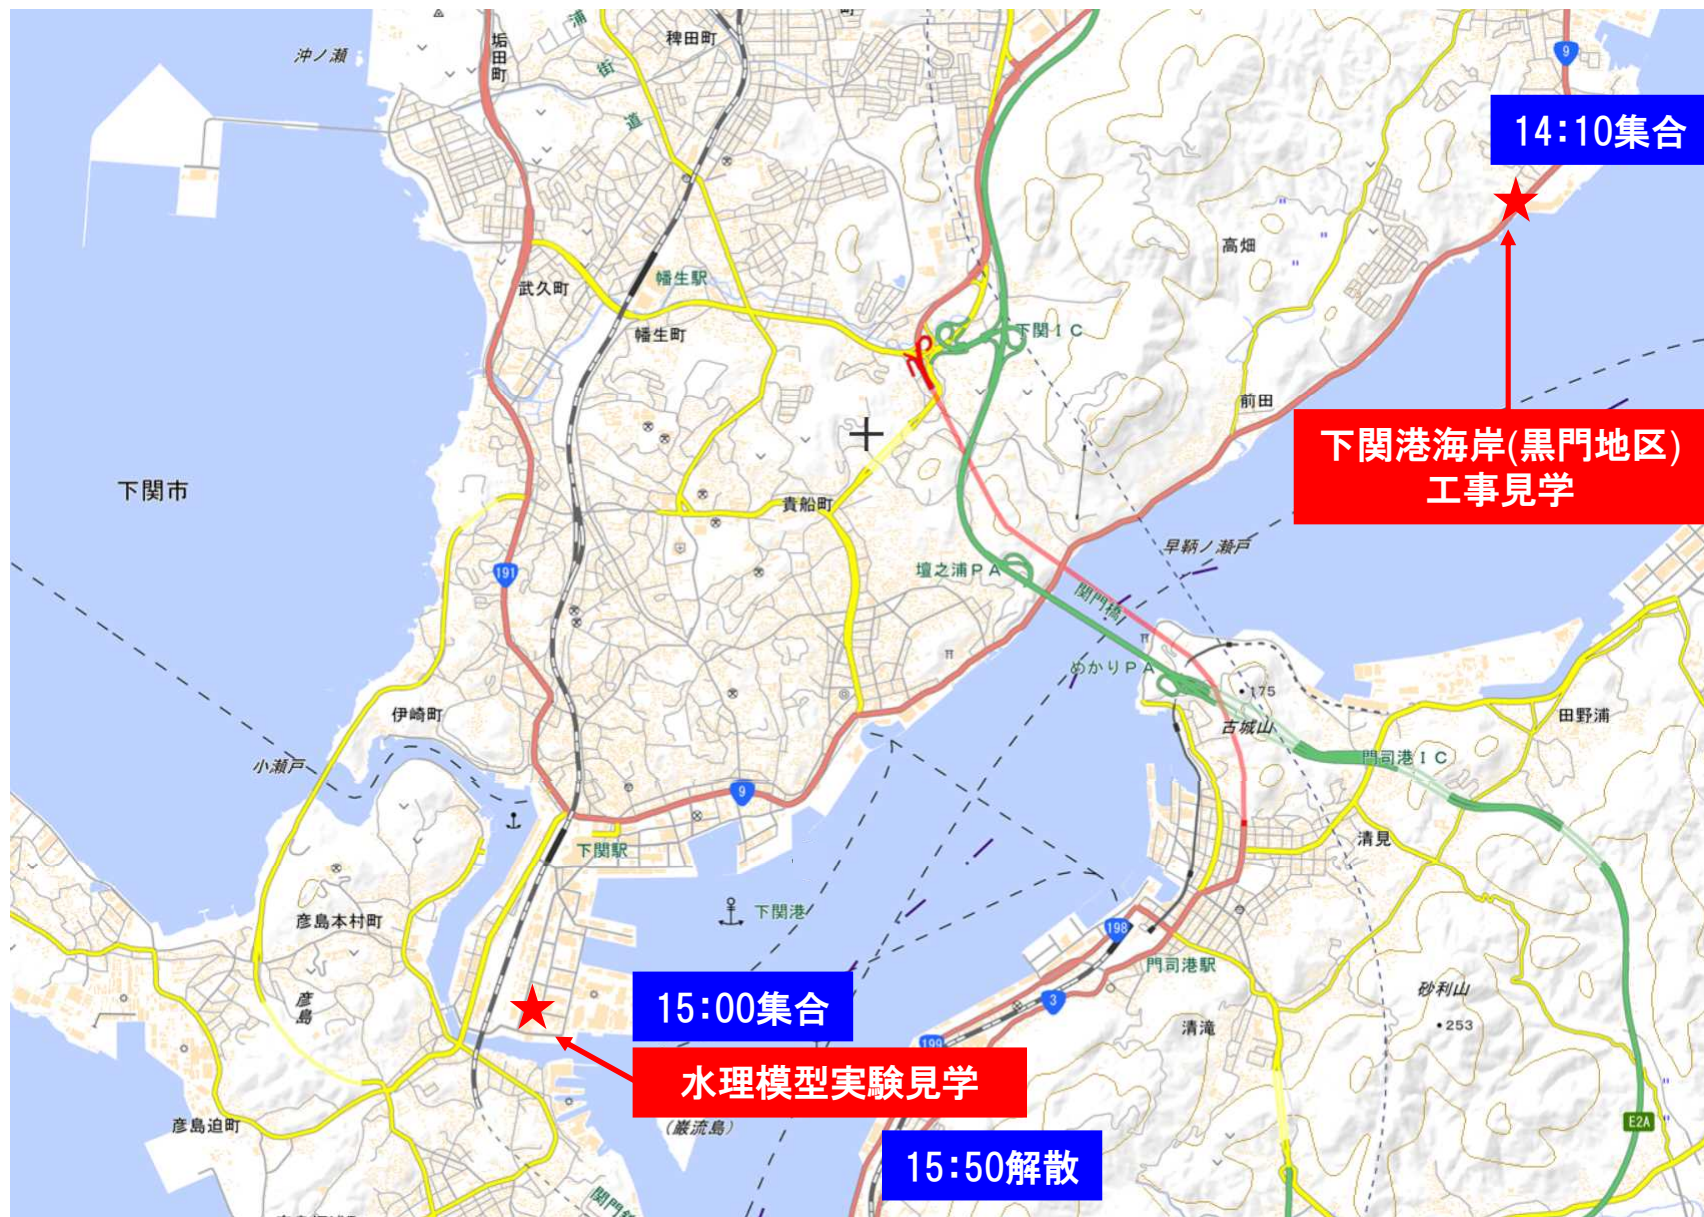 沖ノ瀬
垢田町
浦
街
道
稗田町
町
9
14:10集合
高畑
武久町
幡生駅
幡生町
下関IC
前田
下関港海岸(黒門地区)
工事見学
下関市
貴船町
早鞆ノ瀬戸
191
壇之浦PA
関門橋
めかりPA
175
古城山
田野浦
伊崎町
小瀬戸
門司港IC
9
清見
下関駅
彦島本村町
下関港
198
門司港駅
彦島
3
砂利山
253
15:00集合
清滝
199
水理模型実験見学
彦島迫町
(巌流島)
E2A
15:50解散